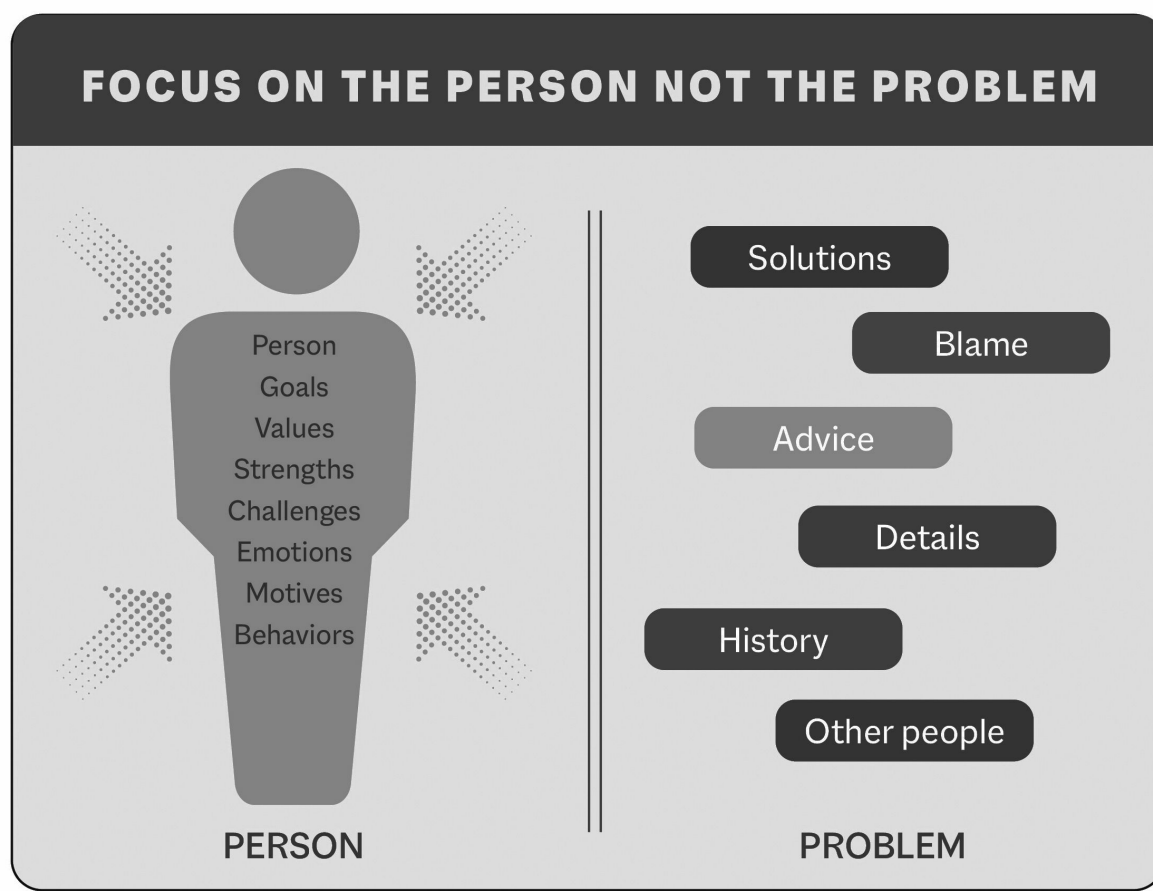 FOCUS ON THE PERSON NOT THE PROBLEM
Person
Goals
Values
Strengths
Challenges
Emotions
Motives
Behaviors
PERSON
Solutions
Blame
Advice
Details
History
Other people
PROBLEM